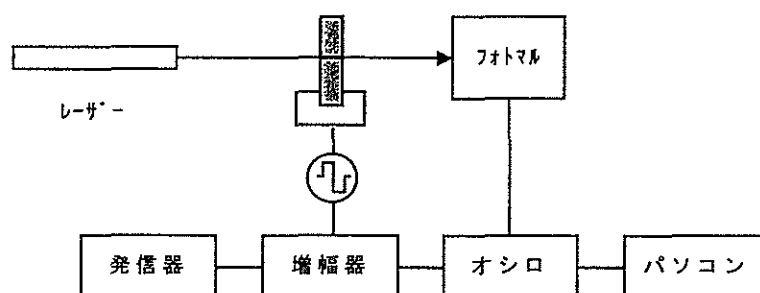 フォトマル
レーザー
発信器
増幅器
オシロ
パソコン